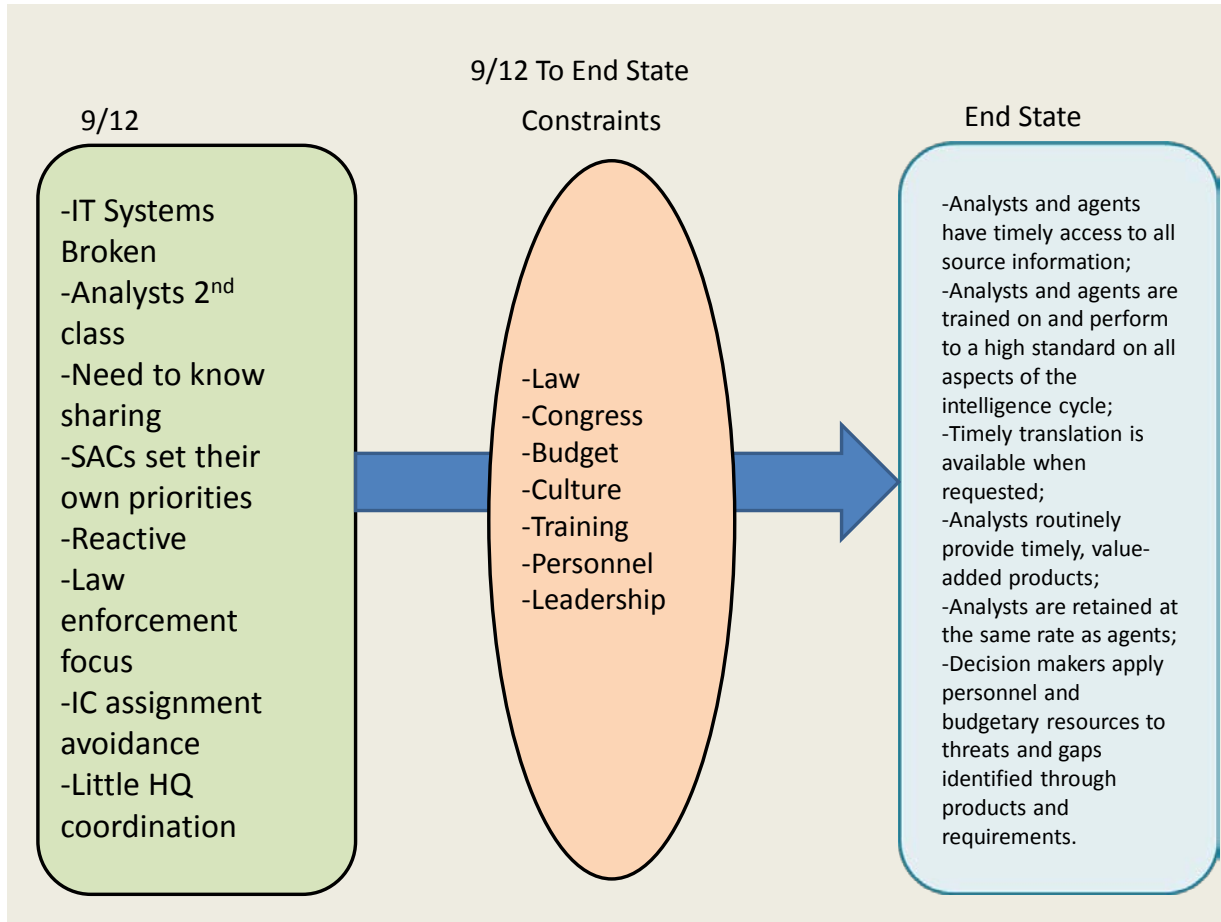 9/12
-IT Systems
Broken
-Analysts 2nd
class
-Need to know
sharing
-SACs set their
own priorities
-Reactive
-Law
enforcement
focus
-IC assignment
avoidance
-Little HQ
coordination
9/12 To End State
Constraints
-Law
-Congress
-Budget
-Culture
-Training
-Personnel
-Leadership
End State
-Analysts and agents
have timely access to all
source information;
-Analysts and agents are
trained on and perform
to a high standard on all
aspects of the
intelligence cycle;
-Timely translation is
available when
requested;
-Analysts routinely
provide timely, value-
added products;
-Analysts are retained at
the same rate as agents;
-Decision makers apply
personnel and
budgetary resources to
threats and gaps
identified through
products and
requirements.